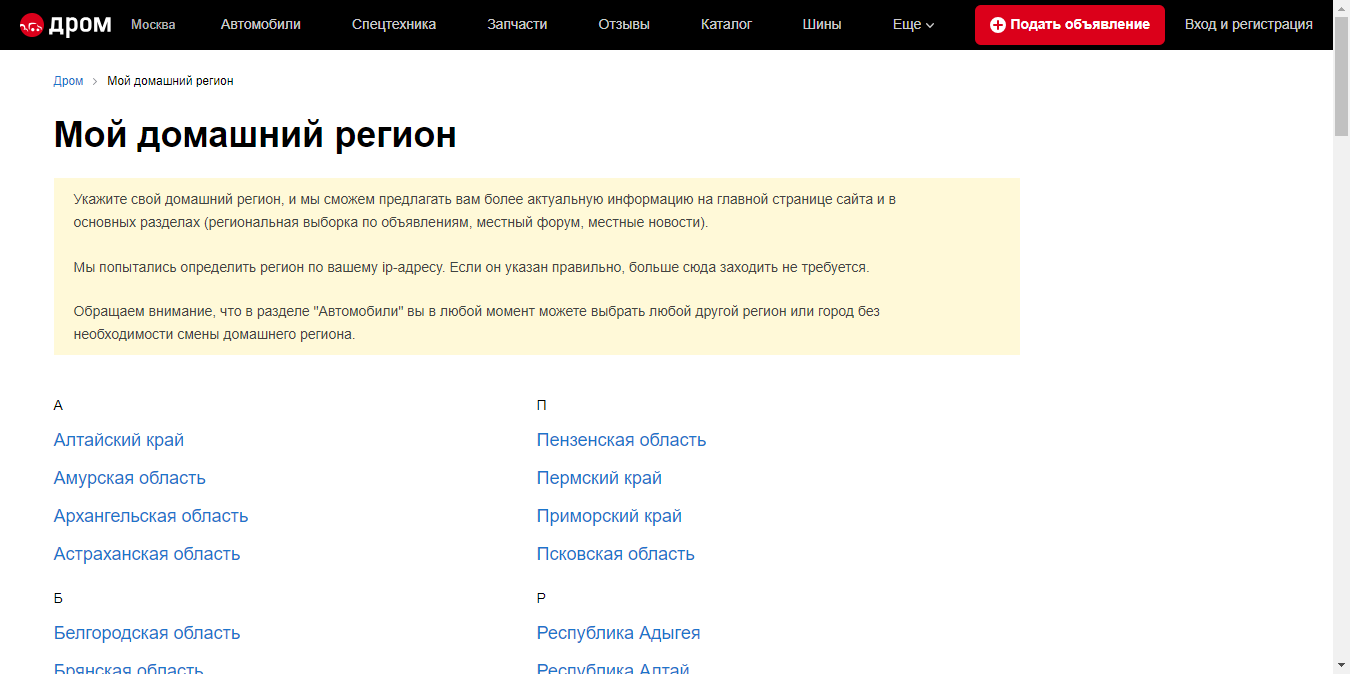 дром Москва Автомобили Спецтехника Запчасти Отзывы Каталог Шины Еще Подать объявление Вход и регистрация
Дром > Мой домашний регион
Мой домашний регион
Укажите свой домашний регион, и мы сможем предлагать вам более актуальную информацию на главной странице сайта и в
основных разделах (региональная выборка по объявлениям, местный форум, местные новости).
Мы попытались определить регион по вашему ip-адресу. Если он указан правильно, больше сюда заходить не требуется.
Обращаем внимание, что в разделе "Автомобили" вы в любой момент можете выбрать любой другой регион или город без
необходимости смены домашнего региона.
А
Алтайский край
Амурская область
Архангельская область
Астраханская область
Б
Белгородская область
Брянская область
П
Пензенская область
Пермский край
Приморский край
Псковская область
Р
Республика Адыгея
Республика Алтай